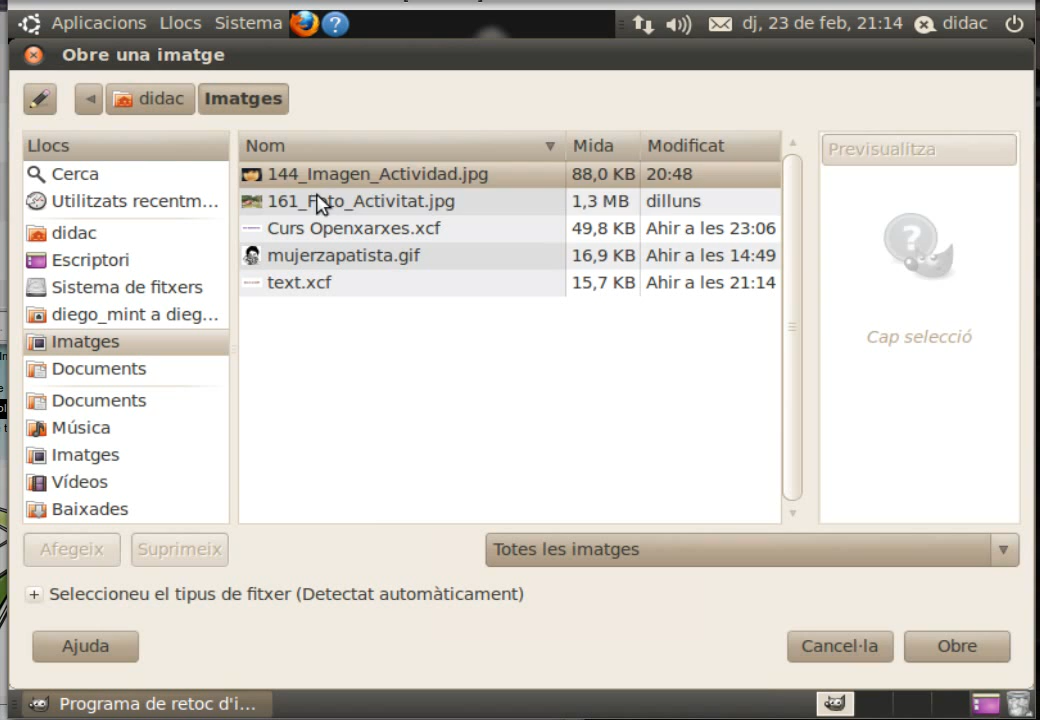 Aplicacions Llocs Sistema dj, 23 de feb, 21:14 didac
Obre una imatge
didac Imatges
Llocs
Cerca
Utilitzats recentm...
didac
Escriptori
Sistema de fitxers
diego_mint a dieg...
Imatges
Documents
Documents
Música
Imatges
Vídeos
Baixades
Nom Mida Modificat
144_Imagen_Actividad.jpg 88,0 KB 20:48
161_Foto_Activitat.jpg 1,3 MB dilluns
Curs Openxarxes.xcf 49,8 KB Ahir a les 23:06
mujerzapatista.gif 16,9 KB Ahir a les 14:49
text.xcf 15,7 KB Ahir a les 21:14
Previsualitza
Cap selecció
Afegeix Suprimeix Totes les imatges
+ Seleccioneu el tipus de fitxer (Detectat automàticament)
Ajuda Cancel·la Obre
Programa de retoc d'i...